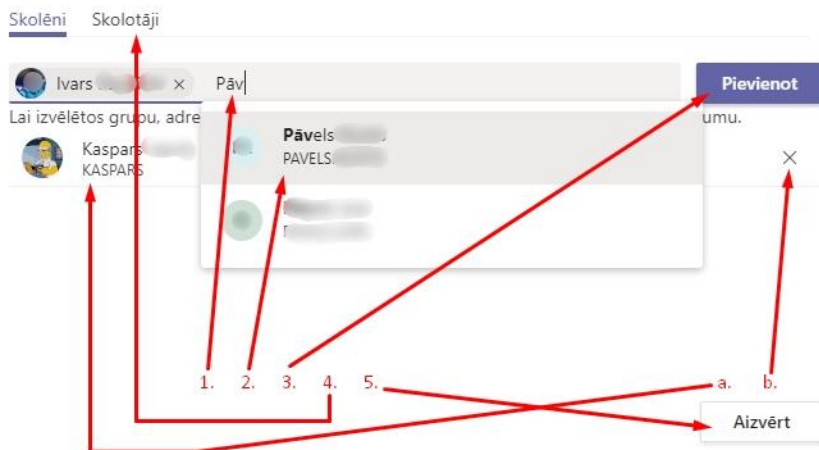 Skolēni Skolotāji
Ivars × Pāv Pievienot
Lai izvēlētos grupu, adre umu.
Pāvels
PAVELS
Kaspars
KASPARS
1. 2. 3. 4. 5. a. b.
Aizvērt